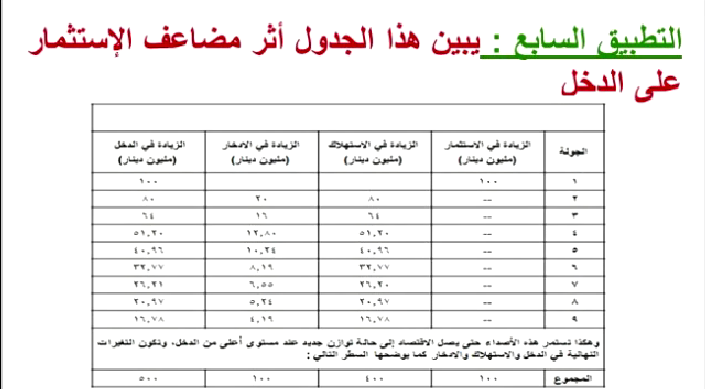 التطبيق السابع : يبين هذا الجدول أثر مضاعف الإستثمار
على الدخل
الجولة الزيادة في الاستثمار (مليون دينار) الزيادة في الاستهلاك (مليون دينار) الزيادة في الادخار (مليون دينار) الزيادة في الدخل (مليون دينار)
١ ١٠٠ ١٠٠
٢ -- ٨٠ ٢٠ ٨٠
٣ -- ٦٤ ١٦ ٦٤
٤ -- ٥١,٢٠ ١٢,٨٠ ٥١,٢٠
٥ -- ٤٠,٩٦ ١٠,٢٤ ٤٠,٩٦
٦ -- ٣٢,٧٧ ٨,١٩ ٣٢,٧٧
٧ -- ٢٦,٢٠ ٦,٥٥ ٢٦,٢١
٨ -- ٢٠,٩٧ ٥,٢٤ ٢٠,٩٧
٩ -- ١٦,٧٨ ٤,١٩ ١٦,٧٨
وهكذا تستمر هذه الأصداء حتى يصل الاقتصاد إلى حالة توازن جديد عند مستوى أعلى من الدخل، وتكون التغيرات
النهائية في الدخل والاستهلاك والادخار كما يوضحها السطر التالي :
المجموع ١٠٠ ٤٠٠ ١٠٠ ٥٠٠